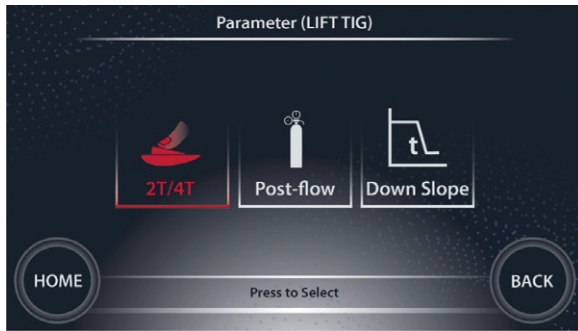 Parameter (LIFT TIG)
t
2T/4T
Post-flow
Down Slope
HOME
BACK
Press to Select